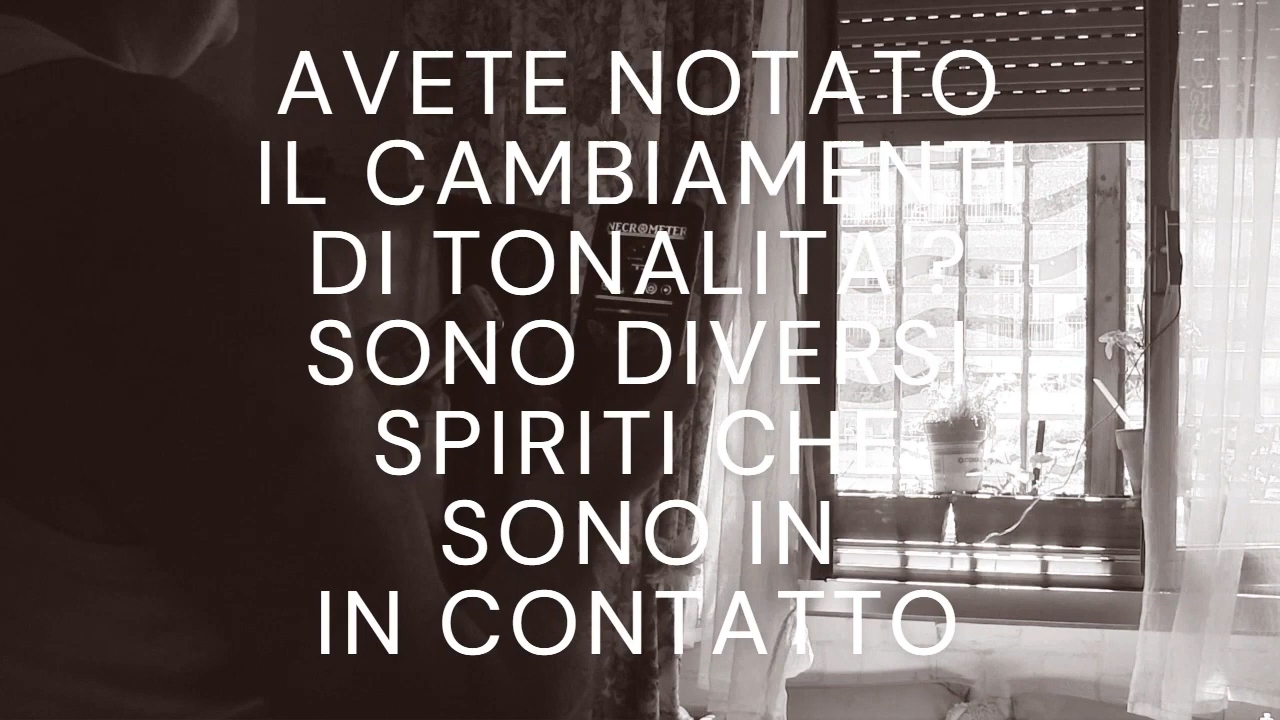 AVETE NOTATO
IL CAMBIAMENTI
DI TONALITA ?
SONO DIVERSI
SPIRITI CHE
SONO IN
IN CONTATTO
NECROMETER